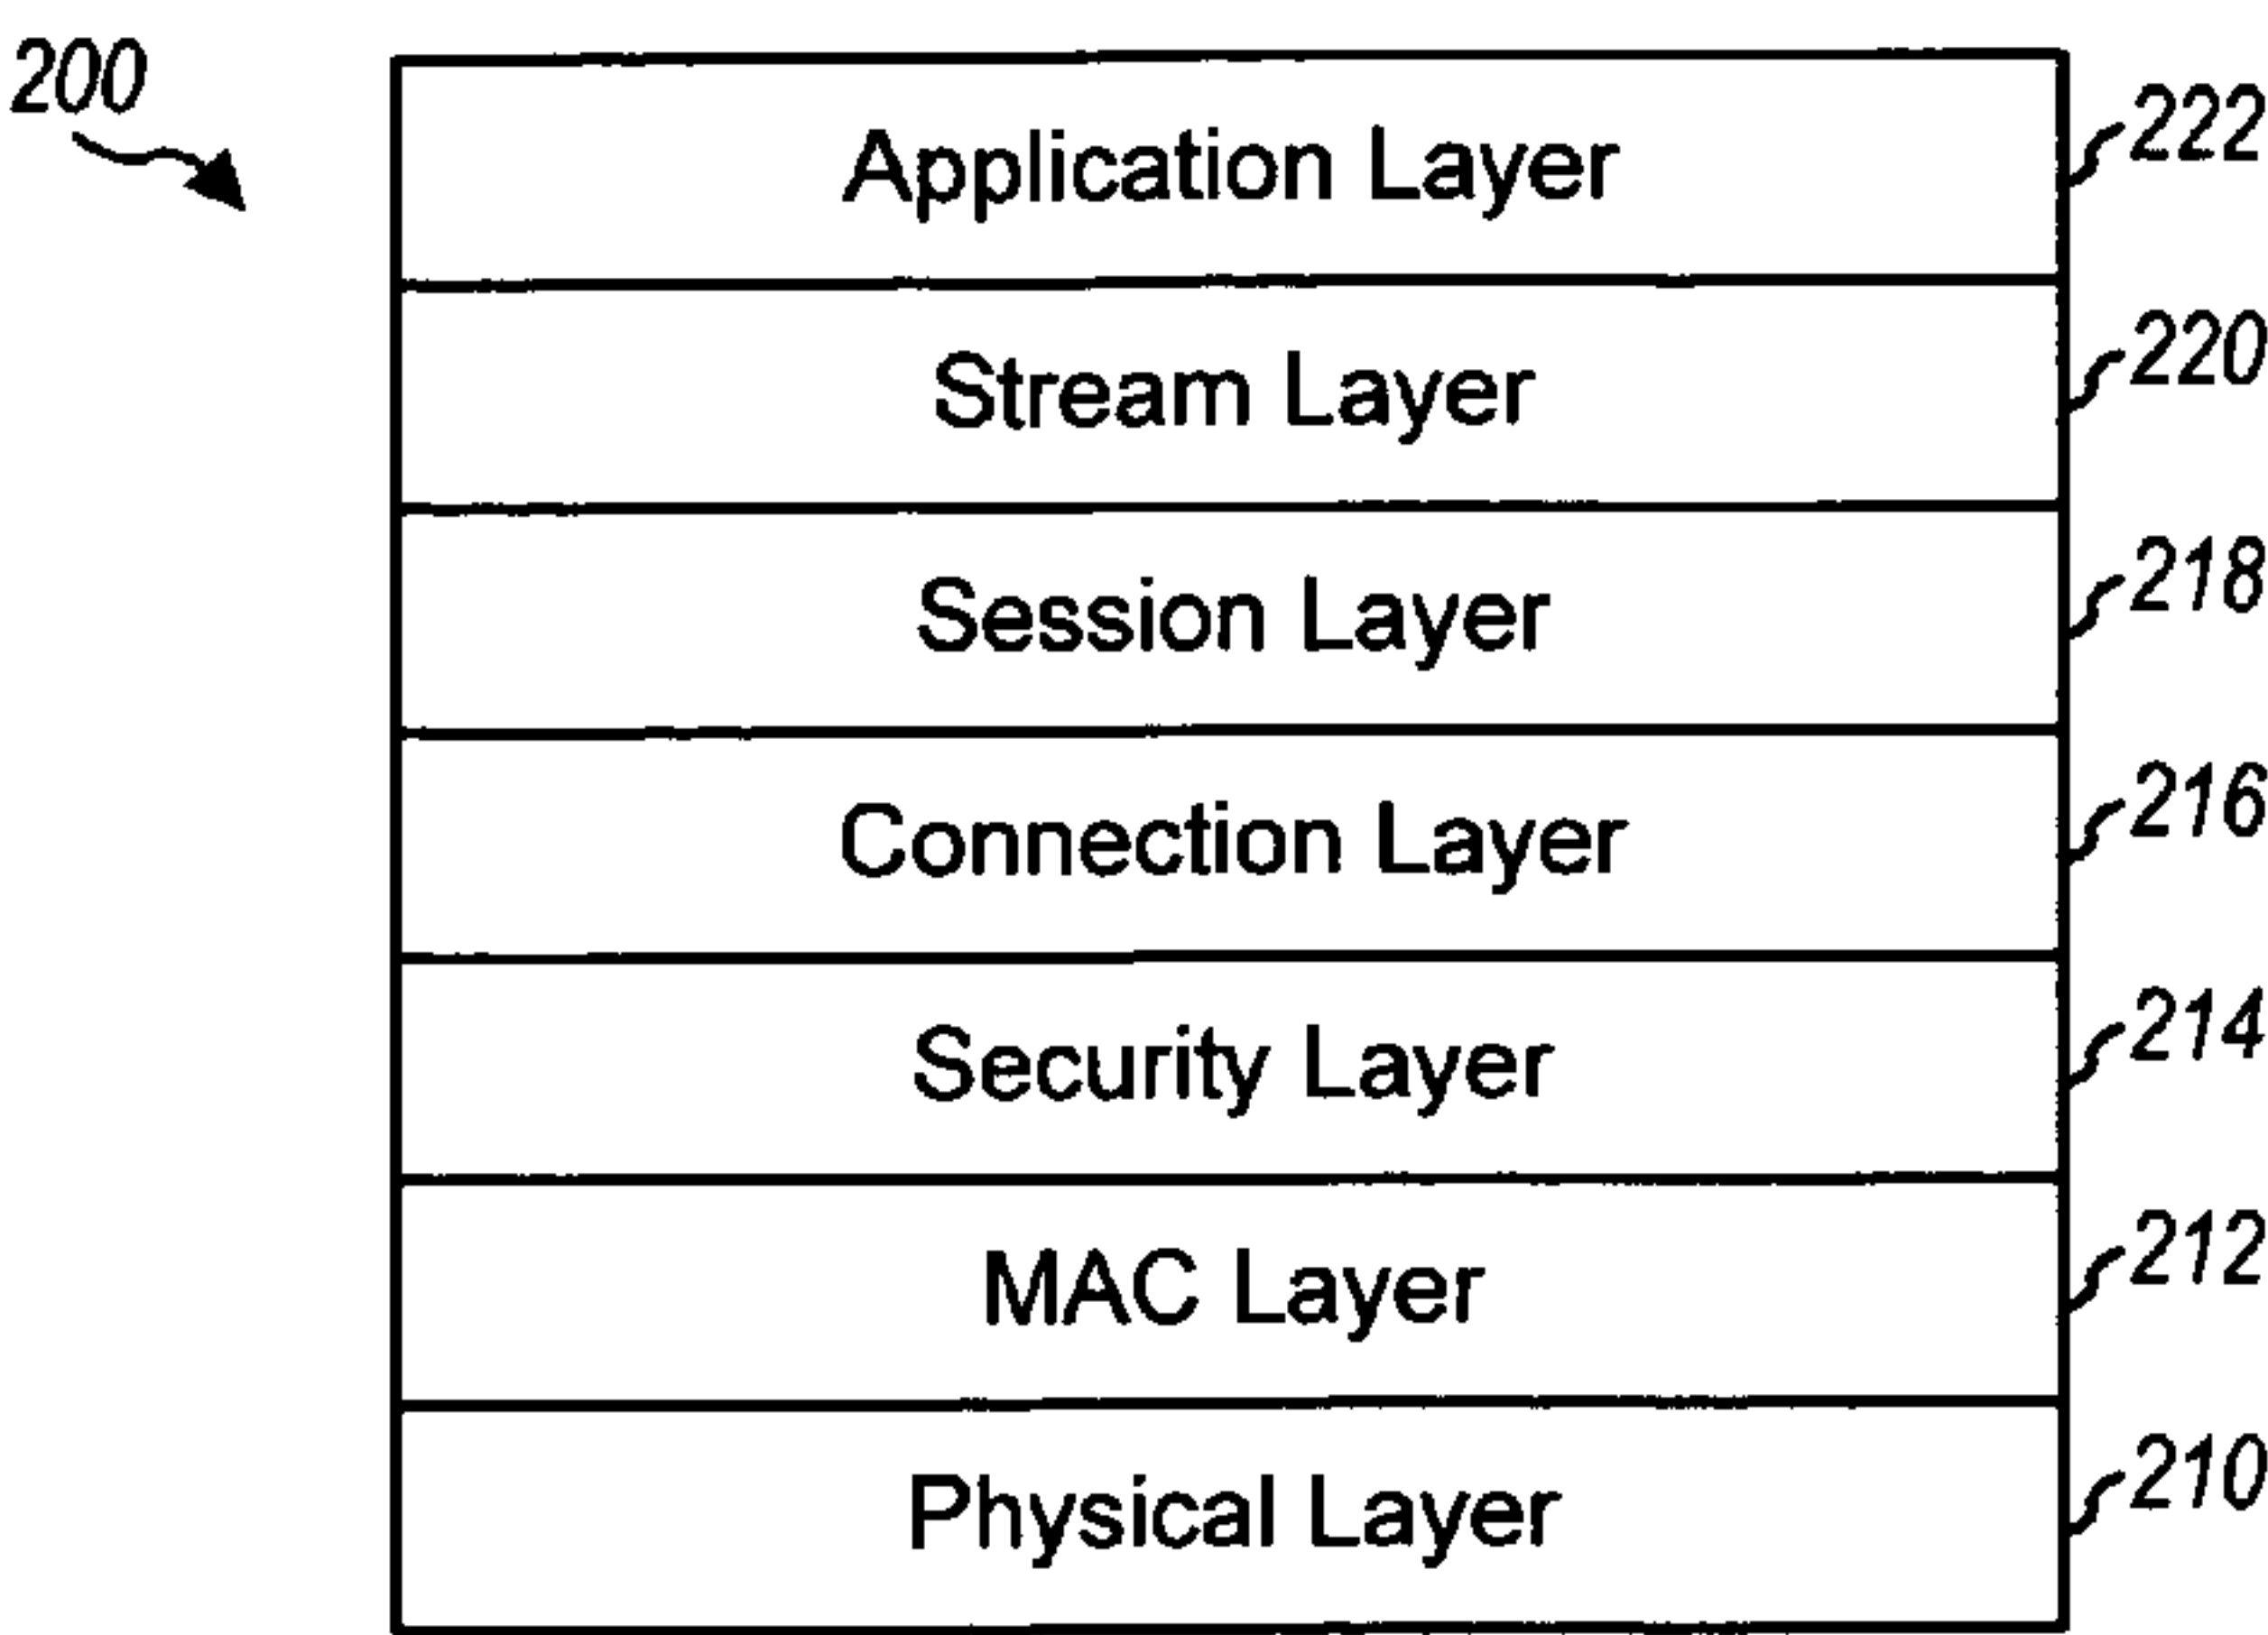 200
Application Layer 222
Stream Layer 220
Session Layer 218
Connection Layer 216
Security Layer 214
MAC Layer 212
Physical Layer 210